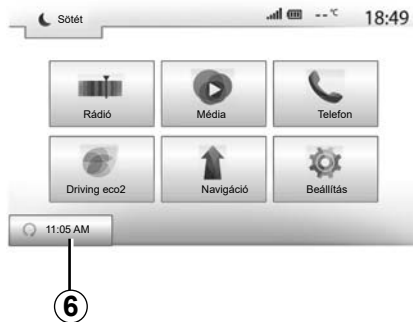 Sötét --°C 18:49
Rádió Média Telefon
Driving eco2 Navigáció Beállítás
11:05 AM
6